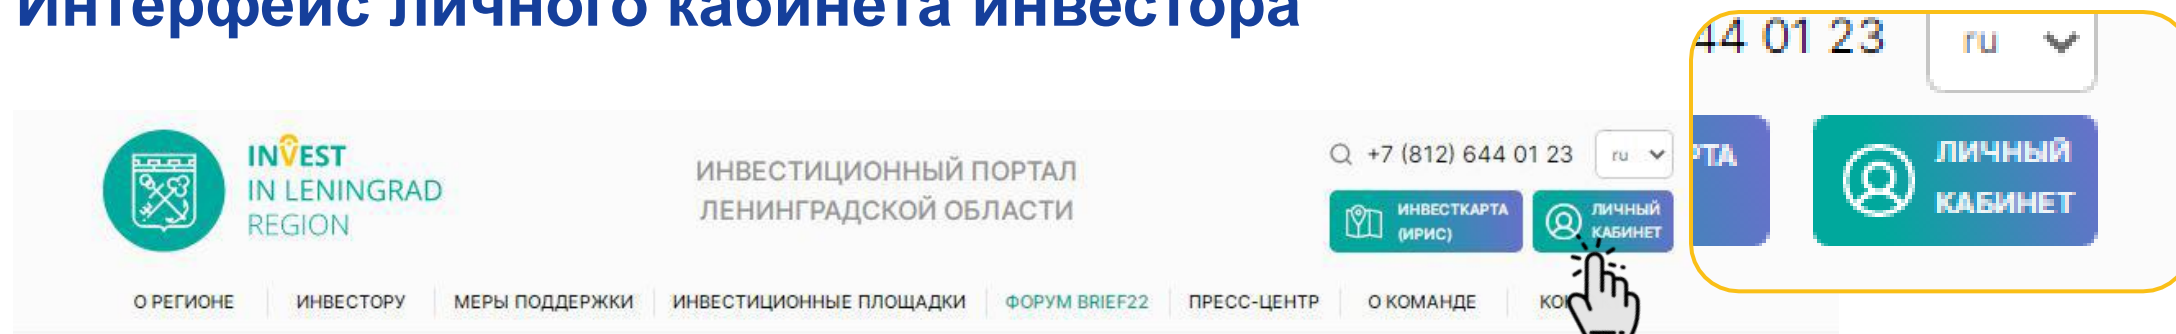 Интерфейс личного кабинета инвестора
44 01 23 ru
РТА ЛИЧНЫЙ
КАБИНЕТ
INVEST
IN LENINGRAD
REGION
ИНВЕСТИЦИОННЫЙ ПОРТАЛ
ЛЕНИНГРАДСКОЙ ОБЛАСТИ
+7 (812) 644 01 23 ru
ИНВЕСТКАРТА
(ИРИС)
ЛИЧНЫЙ
КАБИНЕТ
О РЕГИОНЕ ИНВЕСТОРУ МЕРЫ ПОДДЕРЖКИ ИНВЕСТИЦИОННЫЕ ПЛОЩАДКИ ФОРУМ BRIEF22 ПРЕСС-ЦЕНТР О КОМАНДЕ